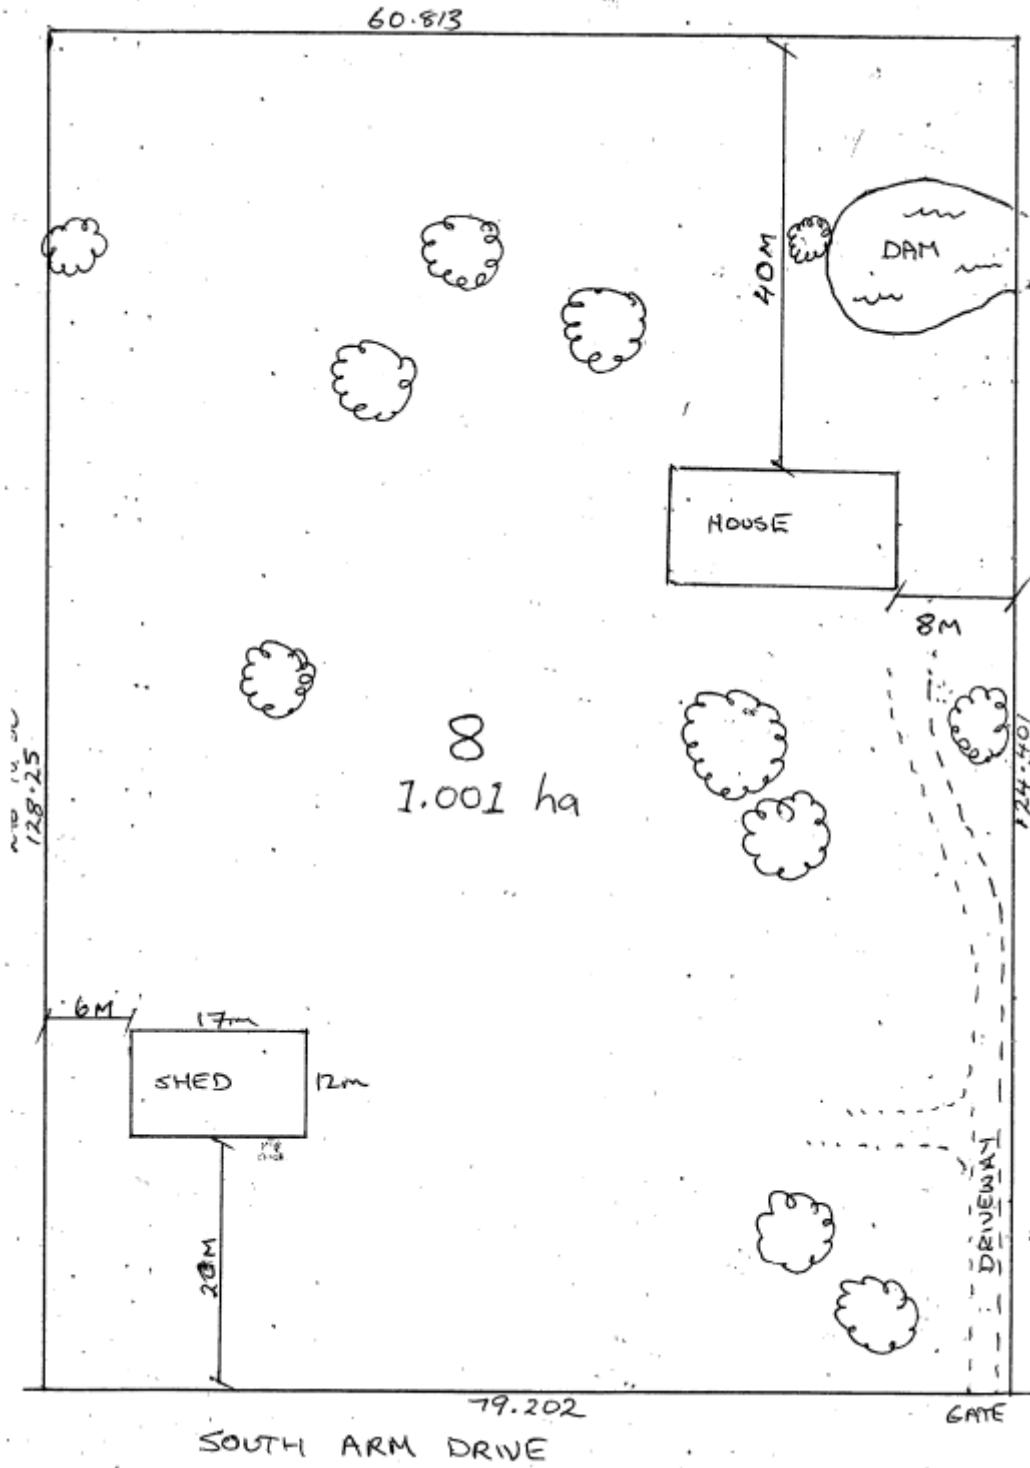 60.813
40M
DAM
HOUSE
8M
8
1.001 ha
128.25
124.401
6M
17m
SHED
12m
DRIVEWAY
79.202
GATE
SOUTH ARM DRIVE